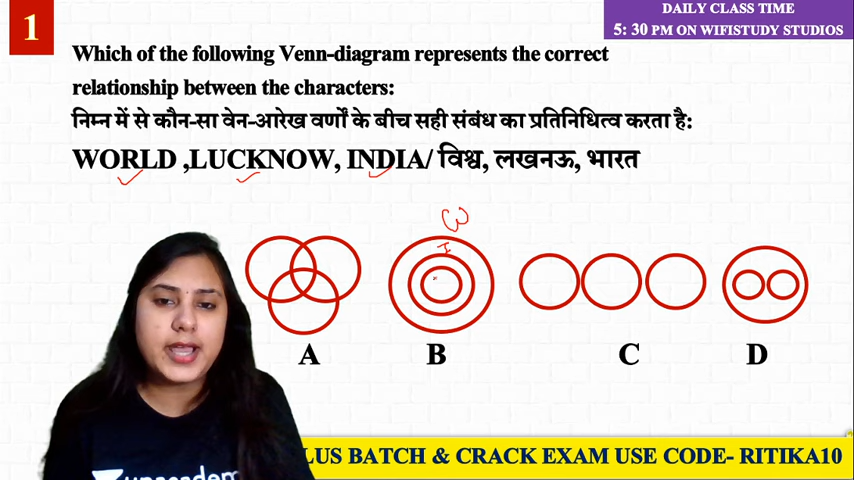 1
DAILY CLASS TIME
5: 30 PM ON WIFISTUDY STUDIOS
Which of the following Venn-diagram represents the correct
relationship between the characters:
निम्न में से कौन-सा वेन-आरेख वर्णों के बीच सही संबंध का प्रतिनिधित्व करता है:
WORLD ,LUCKNOW, INDIA/ विश्व, लखनऊ, भारत
W
I
A B C D
unacadem
LUS BATCH & CRACK EXAM USE CODE- RITIKA10